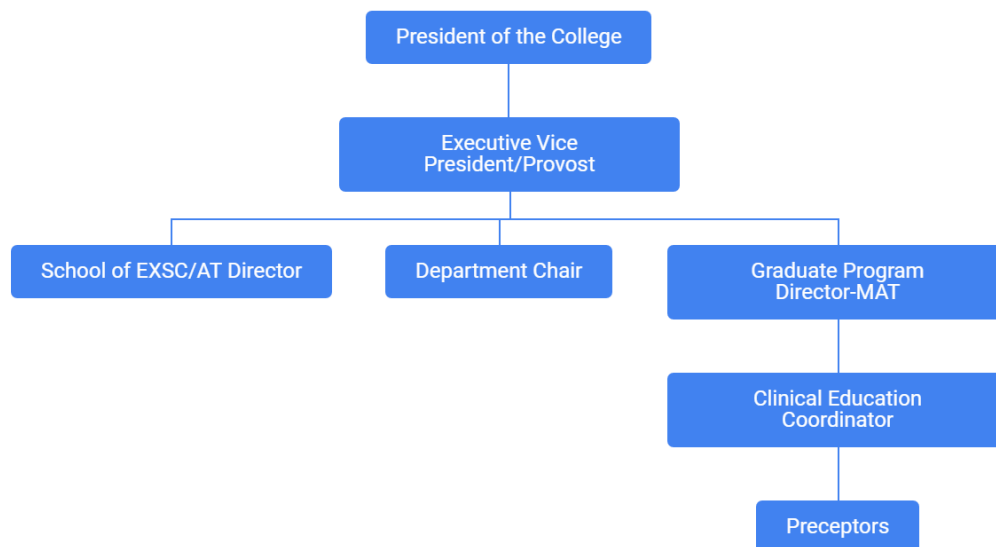 President of the College
Executive Vice
President/Provost
School of EXSC/AT Director
Department Chair
Graduate Program
Director-MAT
Clinical Education
Coordinator
Preceptors